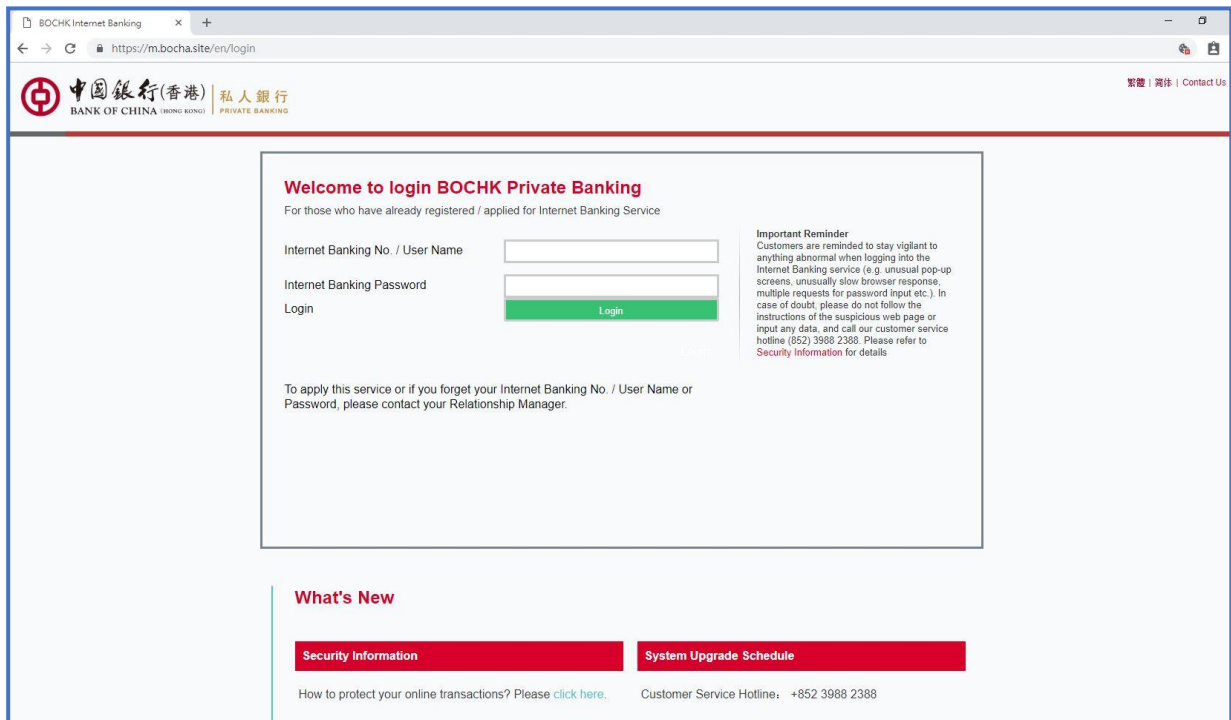 BOCHK Internet Banking
https://m.bocha.site/en/login
中国銀行(香港) 私人銀行
BANK OF CHINA (HONG KONG) PRIVATE BANKING
繁體 | 简体 | Contact Us
Welcome to login BOCHK Private Banking
For those who have already registered / applied for Internet Banking Service
Internet Banking No. / User Name
Internet Banking Password
Login
Login
Important Reminder
Customers are reminded to stay vigilant to
anything abnormal when logging into the
Internet Banking service (e.g. unusual pop-up
screens, unusually slow browser response,
multiple requests for password input etc.). In
case of doubt, please do not follow the
instructions of the suspicious web page or
input any data, and call our customer service
hotline (852) 3988 2388. Please refer to
Security Information for details
To apply this service or if you forget your Internet Banking No. / User Name or
Password, please contact your Relationship Manager.
What's New
Security Information
How to protect your online transactions? Please click here.
System Upgrade Schedule
Customer Service Hotline： +852 3988 2388